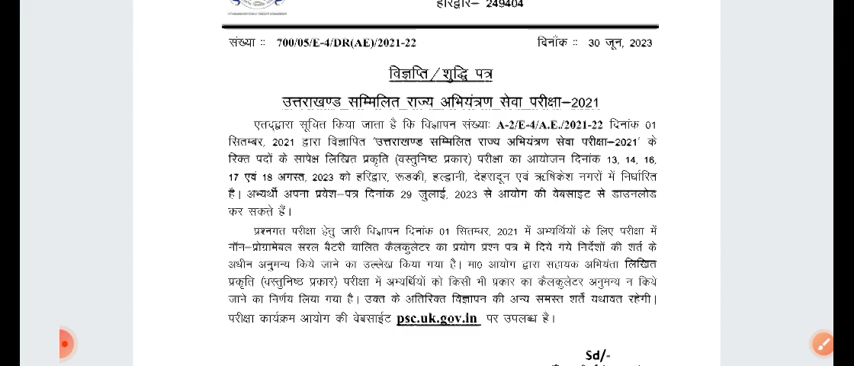 हरिद्वार– 249404
संख्या :: 700/05/E-4/DR(AE)/2021-22 दिनाँक :: 30 जून, 2023
विज्ञप्ति/शुद्धि पत्र
उत्तराखण्ड सम्मिलित राज्य अभियंत्रण सेवा परीक्षा–2021
एतद्द्वारा सूचित किया जाता है कि विज्ञापन संख्याः A-2/E-4/A.E./2021-22 दिनांक 01
सितम्बर, 2021 द्वारा विज्ञापित 'उत्तराखण्ड सम्मिलित राज्य अभियंत्रण सेवा परीक्षा–2021' के
रिक्त पदों के सापेक्ष लिखित प्रकृति (वस्तुनिष्ठ प्रकार) परीक्षा का आयोजन दिनांक 13, 14, 16,
17 एवं 18 अगस्त, 2023 को हरिद्वार, रूडकी, हल्द्वानी, देहरादून एवं ऋषिकेश नगरों में निर्धारित
है। अभ्यर्थी अपना प्रवेश–पत्र दिनांक 29 जुलाई, 2023 से आयोग की वेबसाइट से डाउनलोड
कर सकते हैं।
प्रश्नगत परीक्षा हेतु जारी विज्ञापन दिनांक 01 सितम्बर, 2021 में अभ्यर्थियों के लिए परीक्षा में
नॉन–प्रोग्रामेबल सरल बैटरी चालित कैलकुलेटर का प्रयोग प्रश्न पत्र में दिये गये निर्देशों की शर्त के
अधीन अनुमन्य किये जाने का उल्लेख किया गया है। मा0 आयोग द्वारा सहायक अभियंता लिखित
प्रकृति (वस्तुनिष्ठ प्रकार) परीक्षा में अभ्यर्थियों को किसी भी प्रकार का कैलकुलेटर अनुमन्य न किये
जाने का निर्णय लिया गया है। उक्त के अतिरिक्त विज्ञापन की अन्य समस्त शर्तें यथावत रहेगी।
परीक्षा कार्यक्रम आयोग की वेबसाईट psc.uk.gov.in पर उपलब्ध है।
Sd/-